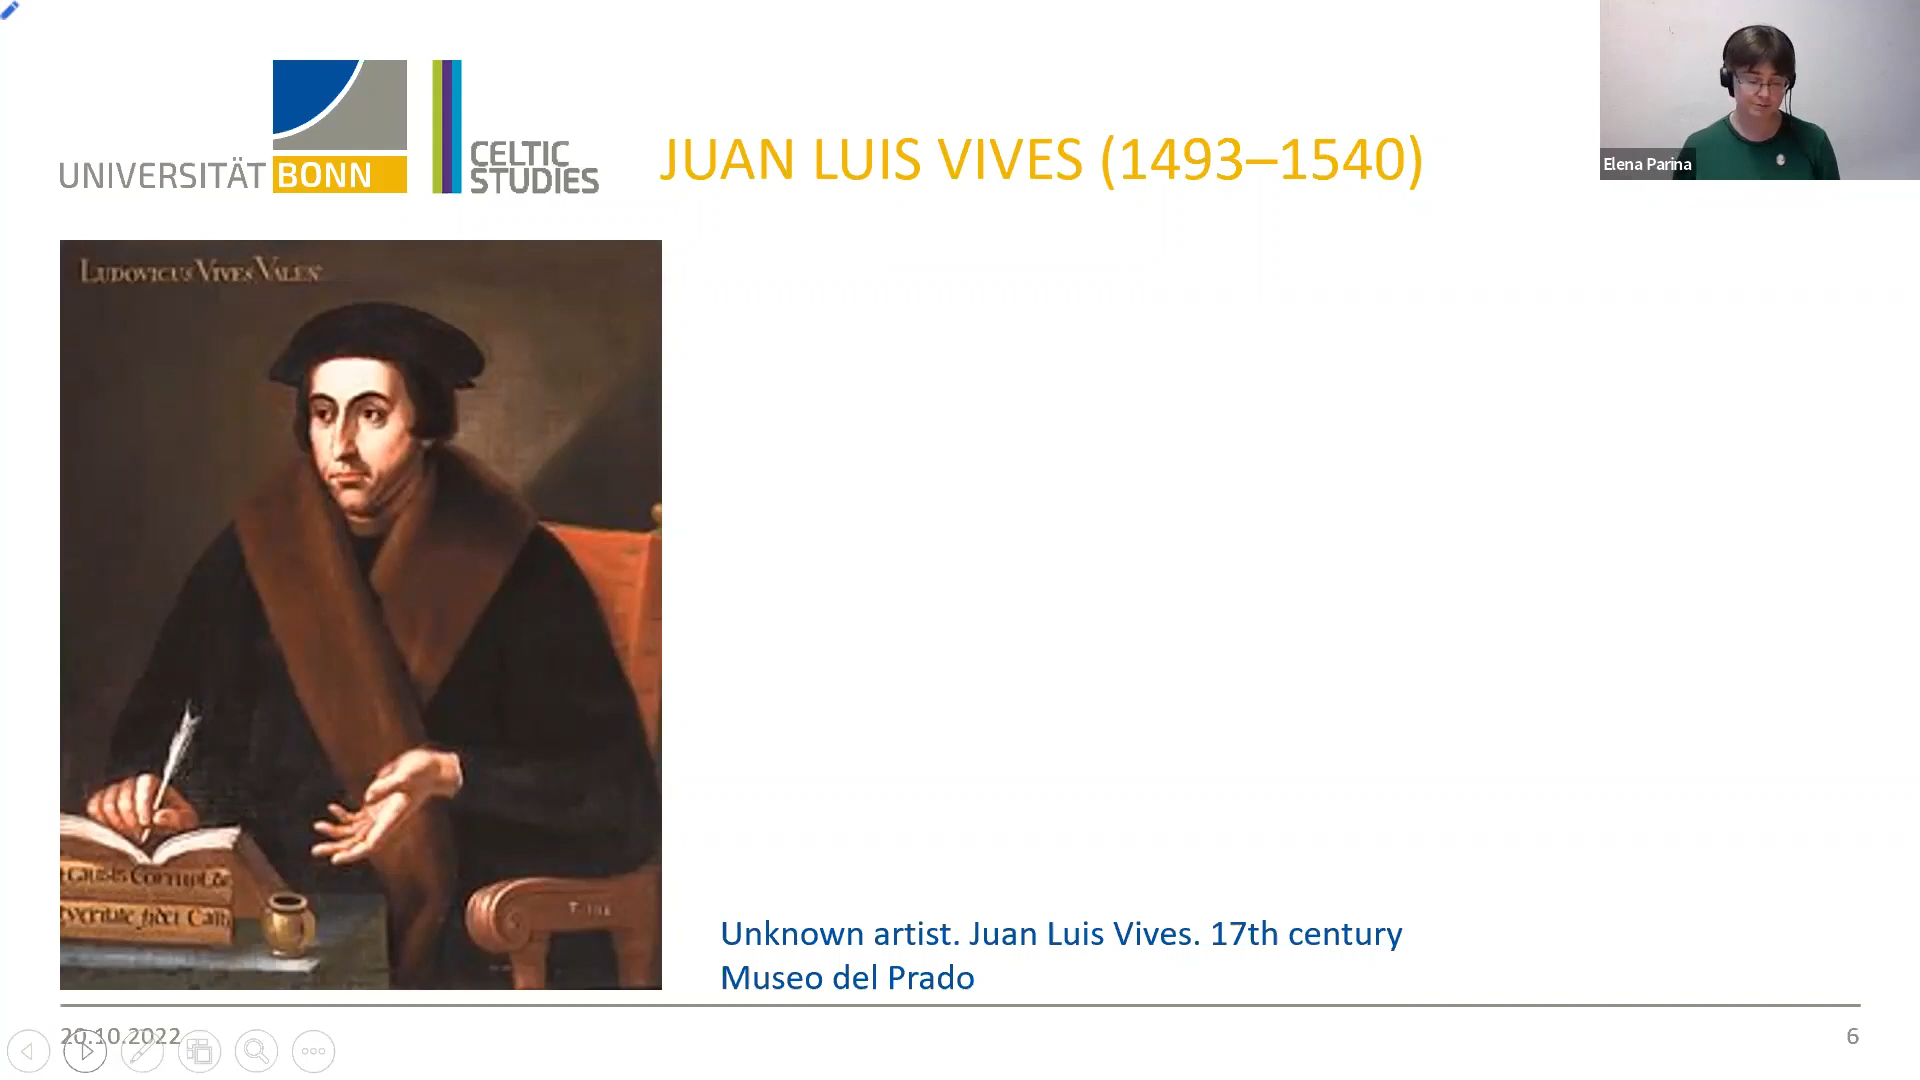 UNIVERSITÄT BONN
CELTIC
STUDIES
JUAN LUIS VIVES (1493–1540)
Elena Parina
LUDOVICUS VIVES VALEN
Unknown artist. Juan Luis Vives. 17th century
Museo del Prado
20.10.2022
6